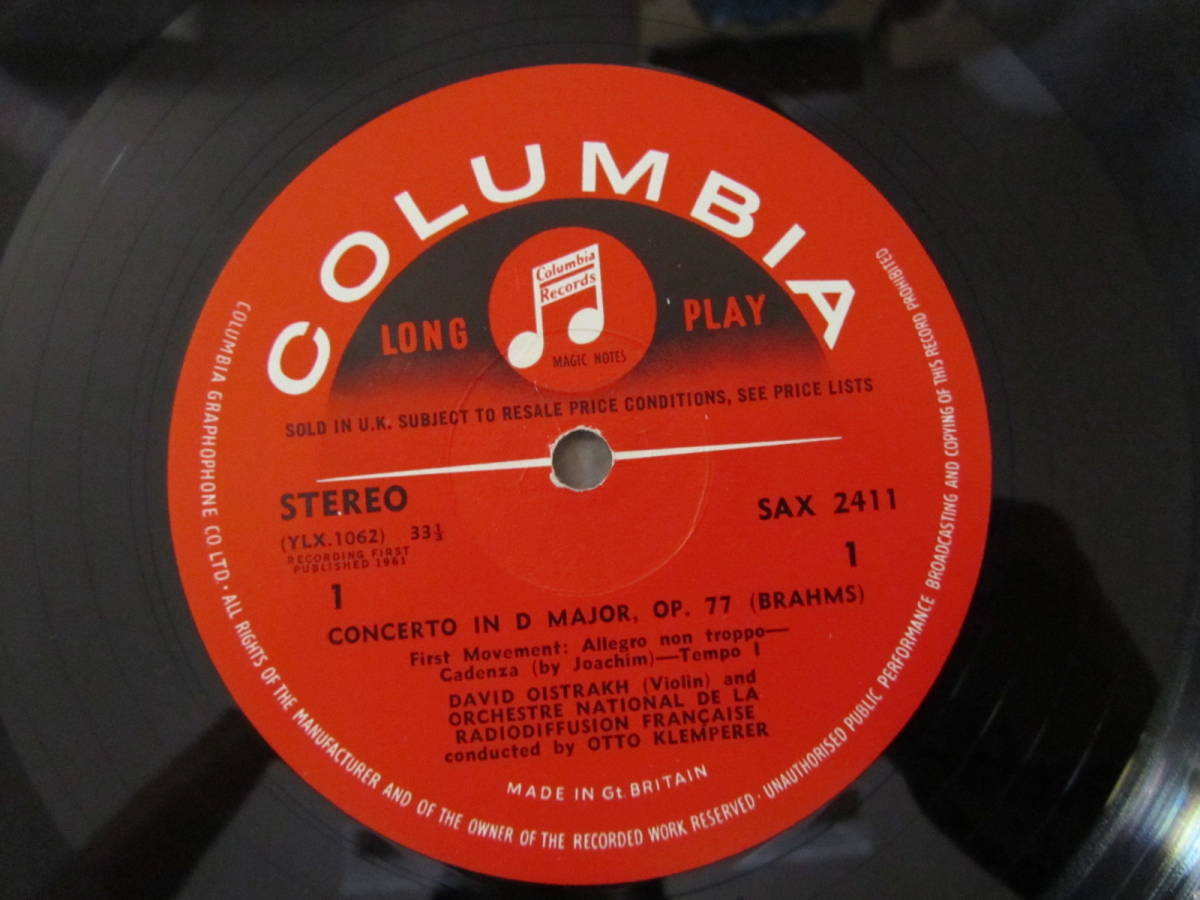 COLUMBIA
Columbia
Records
LONG PLAY
MAGIC NOTES
SOLD IN U.K. SUBJECT TO RESALE PRICE CONDITIONS, SEE PRICE LISTS
STEREO
SAX 2411
(YLX.1062) 33⅓
RECORDING FIRST
PUBLISHED 1961
1
1
CONCERTO IN D MAJOR, OP. 77 (BRAHMS)
First Movement: Allegro non troppo—
Cadenza (by Joachim)—Tempo I
DAVID OISTRAKH (Violin) and
ORCHESTRE NATIONAL DE LA
RADIODIFFUSION FRANÇAISE
conducted by OTTO KLEMPERER
MADE IN Gt. BRITAIN
COLUMBIA GRAPHOPHONE CO. LTD. · ALL RIGHTS OF THE MANUFACTURER AND OF THE OWNER OF THE RECORDED WORK RESERVED · UNAUTHORISED PUBLIC PERFORMANCE BROADCASTING AND COPYING OF THIS RECORD PROHIBITED